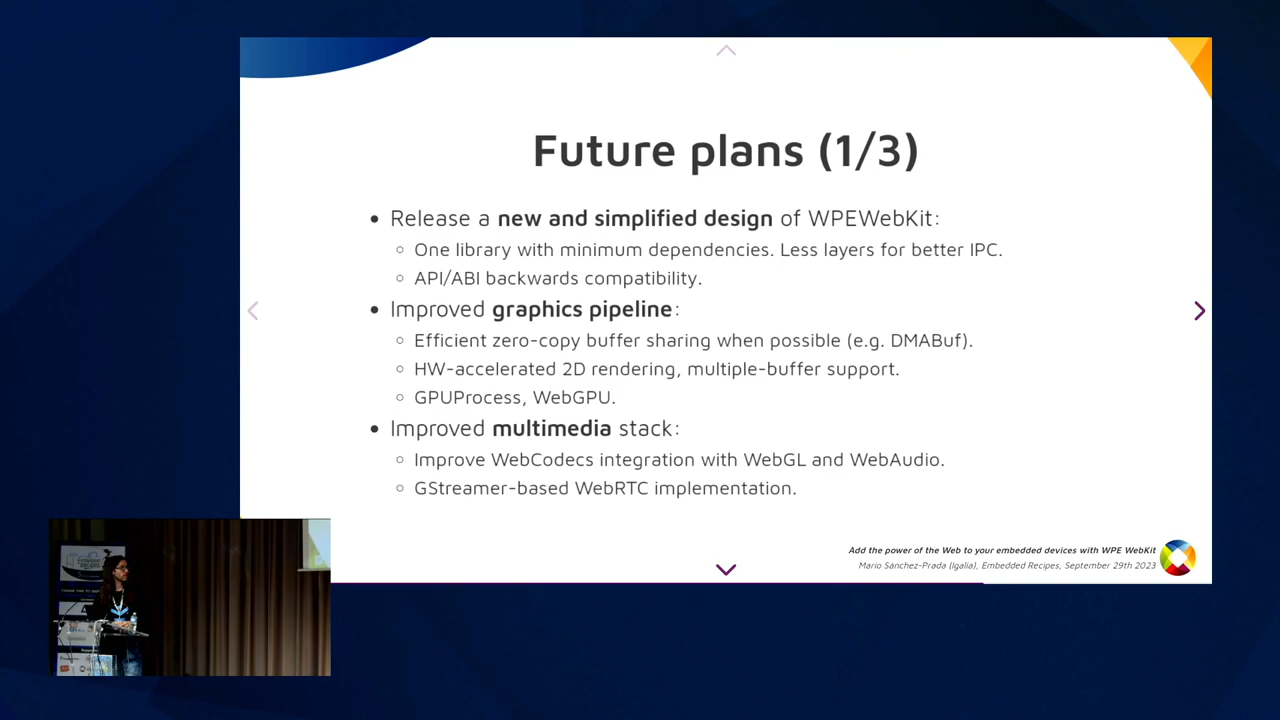 Future plans (1/3)
Release a new and simplified design of WPEWebKit:
One library with minimum dependencies. Less layers for better IPC.
API/ABI backwards compatibility.
Improved graphics pipeline:
Efficient zero-copy buffer sharing when possible (e.g. DMABuf).
HW-accelerated 2D rendering, multiple-buffer support.
GPUProcess, WebGPU.
Improved multimedia stack:
Improve WebCodecs integration with WebGL and WebAudio.
GStreamer-based WebRTC implementation.
Add the power of the Web to your embedded devices with WPE WebKit
Mario Sánchez-Prada (Igalia), Embedded Recipes, September 29th 2023
Embedded
Recipes